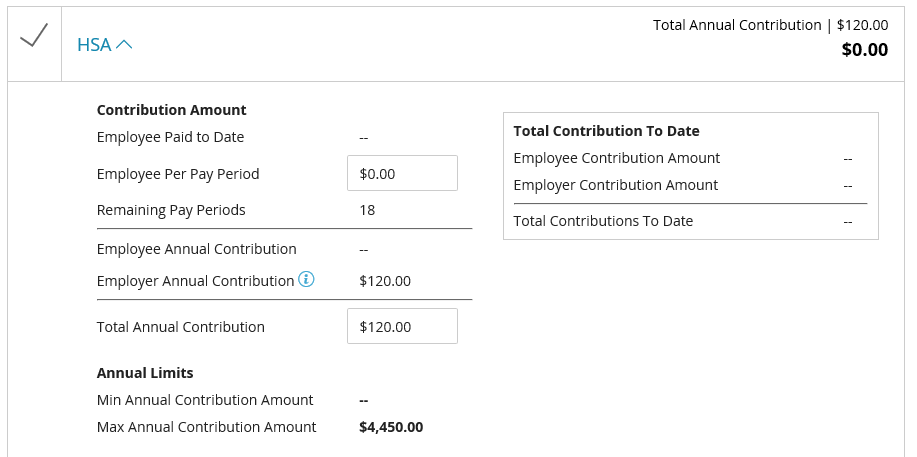 Total Annual Contribution | $120.00
HSA
$0.00
Contribution Amount
Employee Paid to Date --
Employee Per Pay Period $0.00
Remaining Pay Periods 18
Employee Annual Contribution --
Employer Annual Contribution i $120.00
Total Annual Contribution $120.00
Annual Limits
Min Annual Contribution Amount --
Max Annual Contribution Amount $4,450.00
Total Contribution To Date
Employee Contribution Amount --
Employer Contribution Amount --
Total Contributions To Date --